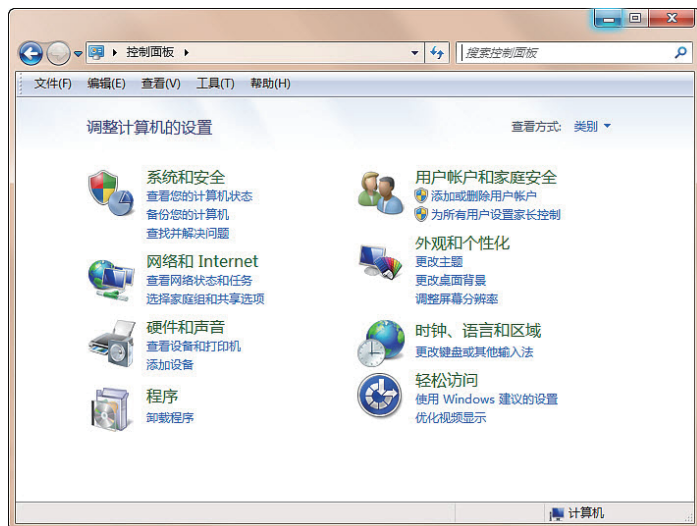 控制面板
搜索控制面板
文件(F) 编辑(E) 查看(V) 工具(T) 帮助(H)
调整计算机的设置
查看方式: 类别
系统和安全
查看您的计算机状态
备份您的计算机
查找并解决问题
网络和 Internet
查看网络状态和任务
选择家庭组和共享选项
硬件和声音
查看设备和打印机
添加设备
程序
卸载程序
用户帐户和家庭安全
添加或删除用户帐户
为所有用户设置家长控制
外观和个性化
更改主题
更改桌面背景
调整屏幕分辨率
时钟、语言和区域
更改键盘或其他输入法
轻松访问
使用 Windows 建议的设置
优化视频显示
计算机